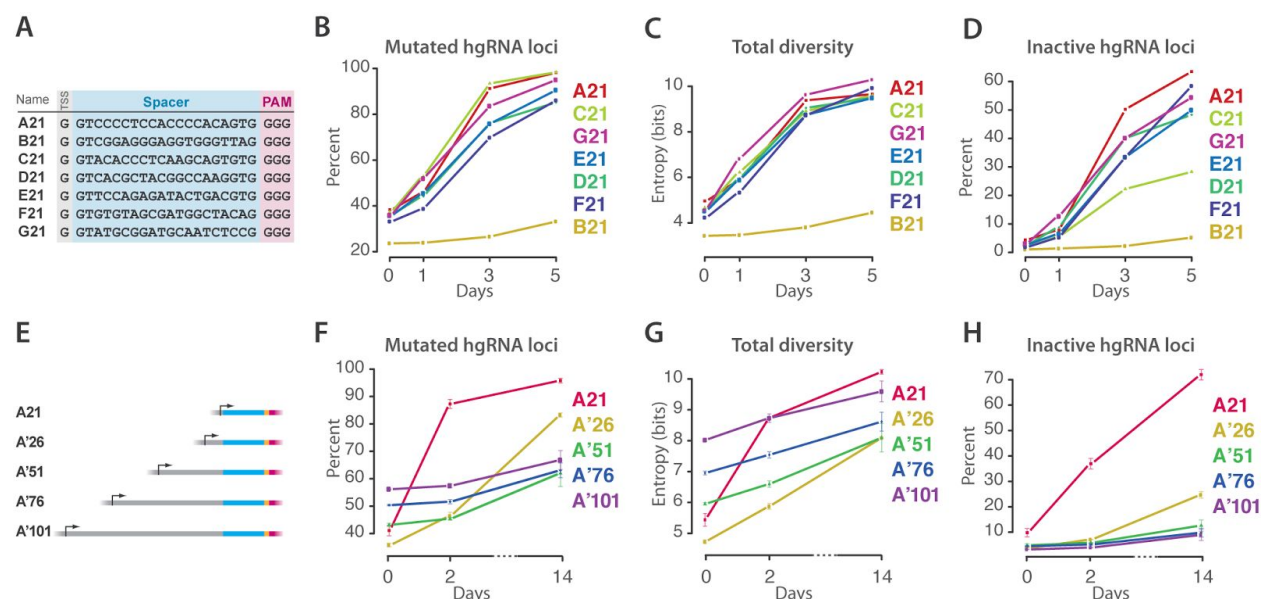 A
Name TSS Spacer PAM
A21 G GTCCCCTCCACCCCACAGTG GGG
B21 G GTCGGAGGGAGGTGGGTTAG GGG
C21 G GTACACCCTCAAGCAGTGTG GGG
D21 G GTCACGCTACGGCCAAGGTG GGG
E21 G GTTCCAGAGATACTGACGTG GGG
F21 G GTGTGTAGCGATGGCTACAG GGG
G21 G GTATGCGGATGCAATCTCCG GGG
B
Mutated hgRNA loci
Percent
100
80
60
40
20
0 1 3 5
Days
A21
C21
G21
E21
D21
F21
B21
C
Total diversity
Entropy (bits)
10
8
6
4
0 1 3 5
Days
A21
C21
G21
E21
D21
F21
B21
D
Inactive hgRNA loci
Percent
60
50
40
30
20
10
0
0 1 3 5
Days
A21
C21
G21
E21
D21
F21
B21
E
A21
A'26
A'51
A'76
A'101
F
Mutated hgRNA loci
Percent
100
90
80
70
60
50
40
0 2 14
Days
A21
A'26
A'51
A'76
A'101
G
Total diversity
Entropy (bits)
10
9
8
7
6
5
0 2 14
Days
A21
A'26
A'51
A'76
A'101
H
Inactive hgRNA loci
Percent
70
60
50
40
30
20
10
0 2 14
Days
A21
A'26
A'51
A'76
A'101